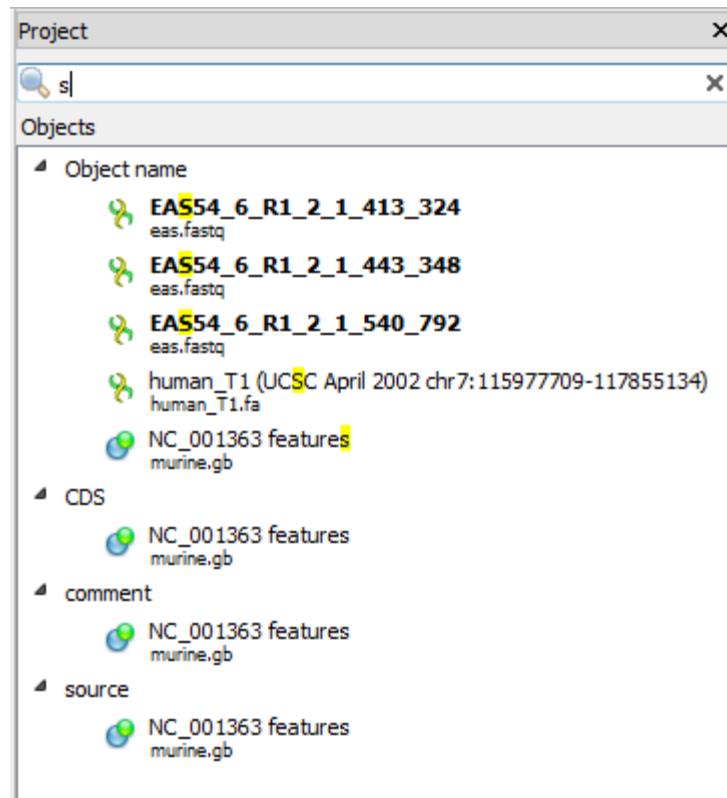 Project
s
Objects
Object name
EAS54_6_R1_2_1_413_324
eas.fastq
EAS54_6_R1_2_1_443_348
eas.fastq
EAS54_6_R1_2_1_540_792
eas.fastq
human_T1 (UCSC April 2002 chr7:115977709-117855134)
human_T1.fa
NC_001363 features
murine.gb
CDS
NC_001363 features
murine.gb
comment
NC_001363 features
murine.gb
source
NC_001363 features
murine.gb